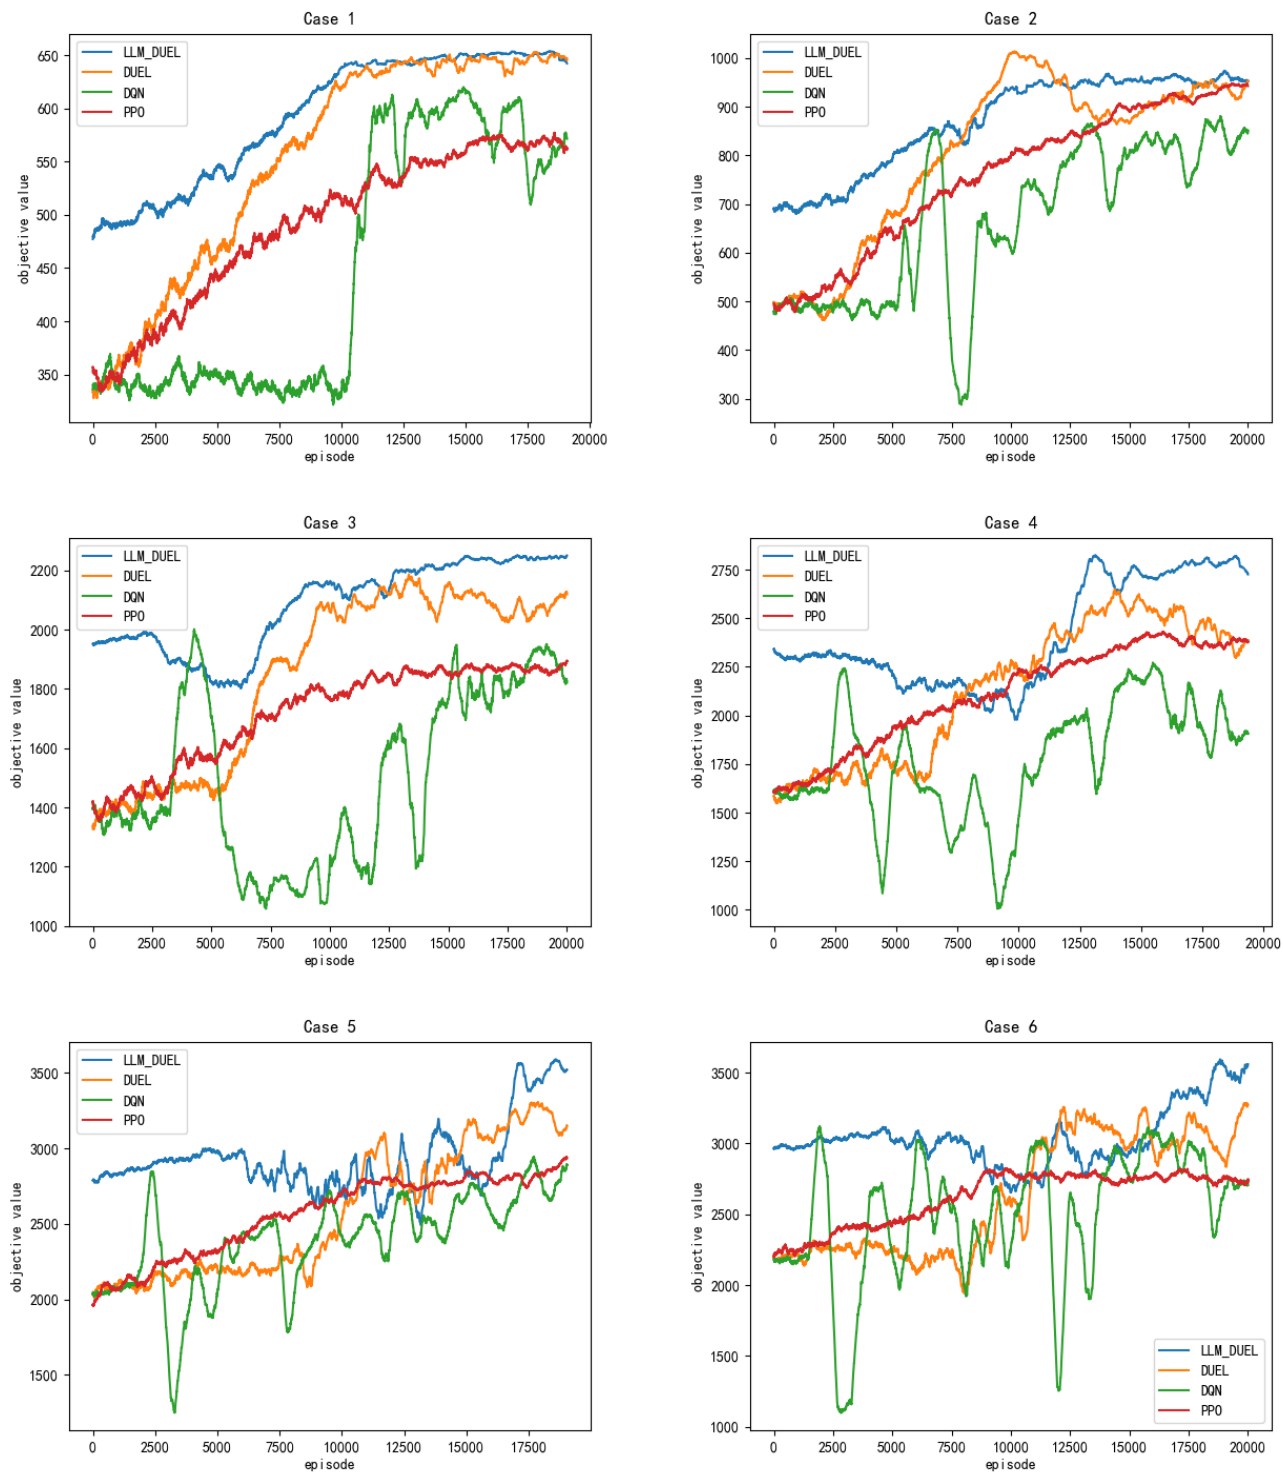 Case 1
650
600
550
500
450
400
350
objective value
LLM_DUEL
DUEL
DQN
PPO
0 2500 5000 7500 10000 12500 15000 17500 20000
episode
Case 2
1000
900
800
700
600
500
400
300
objective value
LLM_DUEL
DUEL
DQN
PPO
0 2500 5000 7500 10000 12500 15000 17500 20000
episode
Case 3
2200
2000
1800
1600
1400
1200
1000
objective value
LLM_DUEL
DUEL
DQN
PPO
0 2500 5000 7500 10000 12500 15000 17500 20000
episode
Case 4
2750
2500
2250
2000
1750
1500
1250
1000
objective value
LLM_DUEL
DUEL
DQN
PPO
0 2500 5000 7500 10000 12500 15000 17500 20000
episode
Case 5
3500
3000
2500
2000
1500
objective value
LLM_DUEL
DUEL
DQN
PPO
0 2500 5000 7500 10000 12500 15000 17500
episode
Case 6
3500
3000
2500
2000
1500
1000
objective value
LLM_DUEL
DUEL
DQN
PPO
0 2500 5000 7500 10000 12500 15000 17500 20000
episode